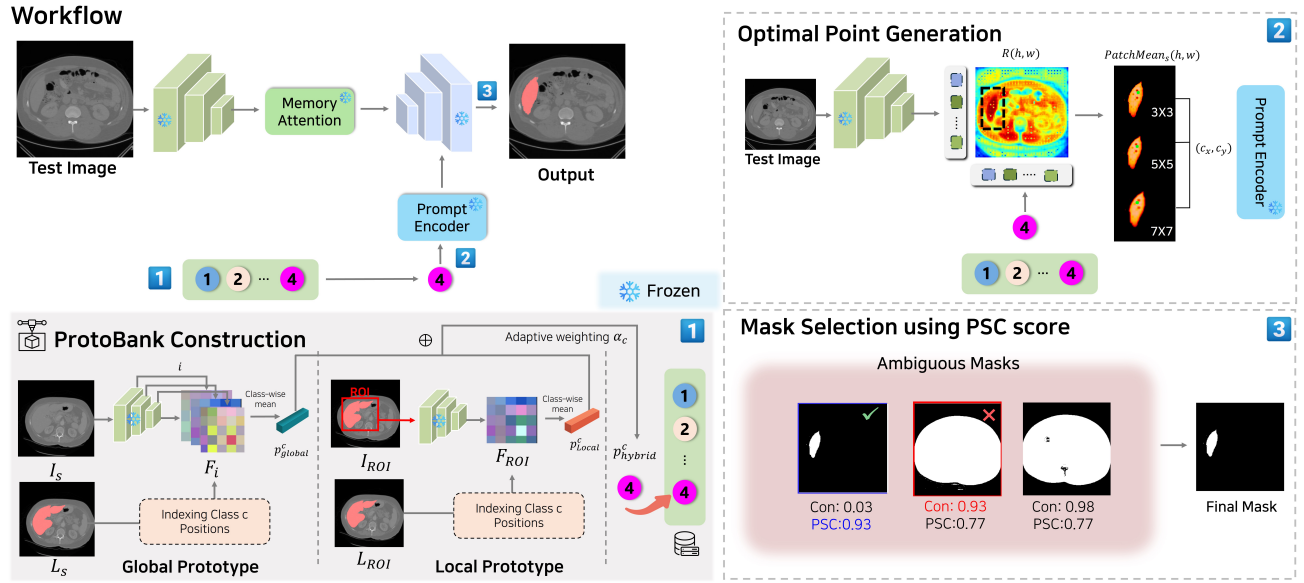 Workflow
Test Image
Memory
Attention
3
Output
Prompt
Encoder
2
1
1
2
...
4
4
Frozen
ProtoBank Construction
1
Adaptive weighting α_c
⊕
i
Class-wise
mean
p^c_global
I_s
F_i
L_s
Indexing Class c
Positions
Global Prototype
ROI
Class-wise
mean
p^c_Local
I_ROI
F_ROI
L_ROI
Indexing Class c
Positions
Local Prototype
p^c_hybrid
4
1
2
⋮
4
Optimal Point Generation
2
Test Image
R(h,w)
PatchMean_s(h,w)
3X3
5X5
7X7
(c_x,c_y)
Prompt Encoder
4
1
2
...
4
Mask Selection using PSC score
3
Ambiguous Masks
Con: 0.03
PSC:0.93
Con: 0.93
PSC:0.77
Con: 0.98
PSC:0.77
Final Mask